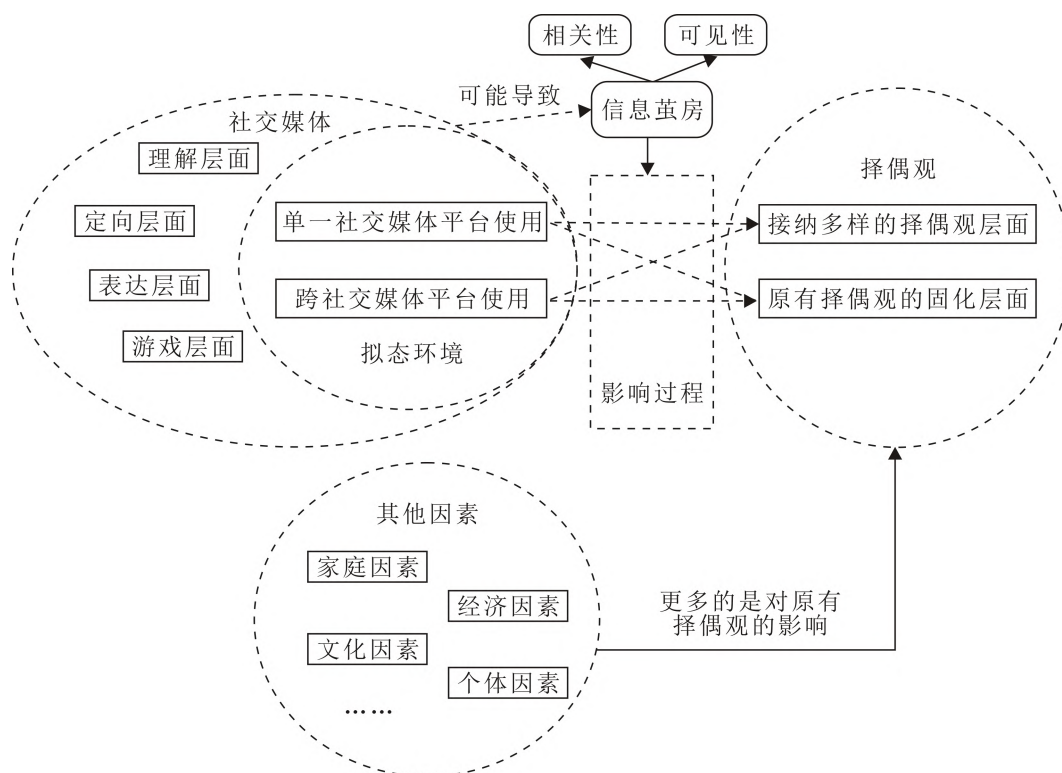 相关性
可见性
可能导致
信息茧房
社交媒体
理解层面
定向层面
表达层面
游戏层面
单一社交媒体平台使用
跨社交媒体平台使用
拟态环境
影响过程
择偶观
接纳多样的择偶观层面
原有择偶观的固化层面
其他因素
家庭因素
经济因素
文化因素
个体因素
……
更多的是对原有
择偶观的影响